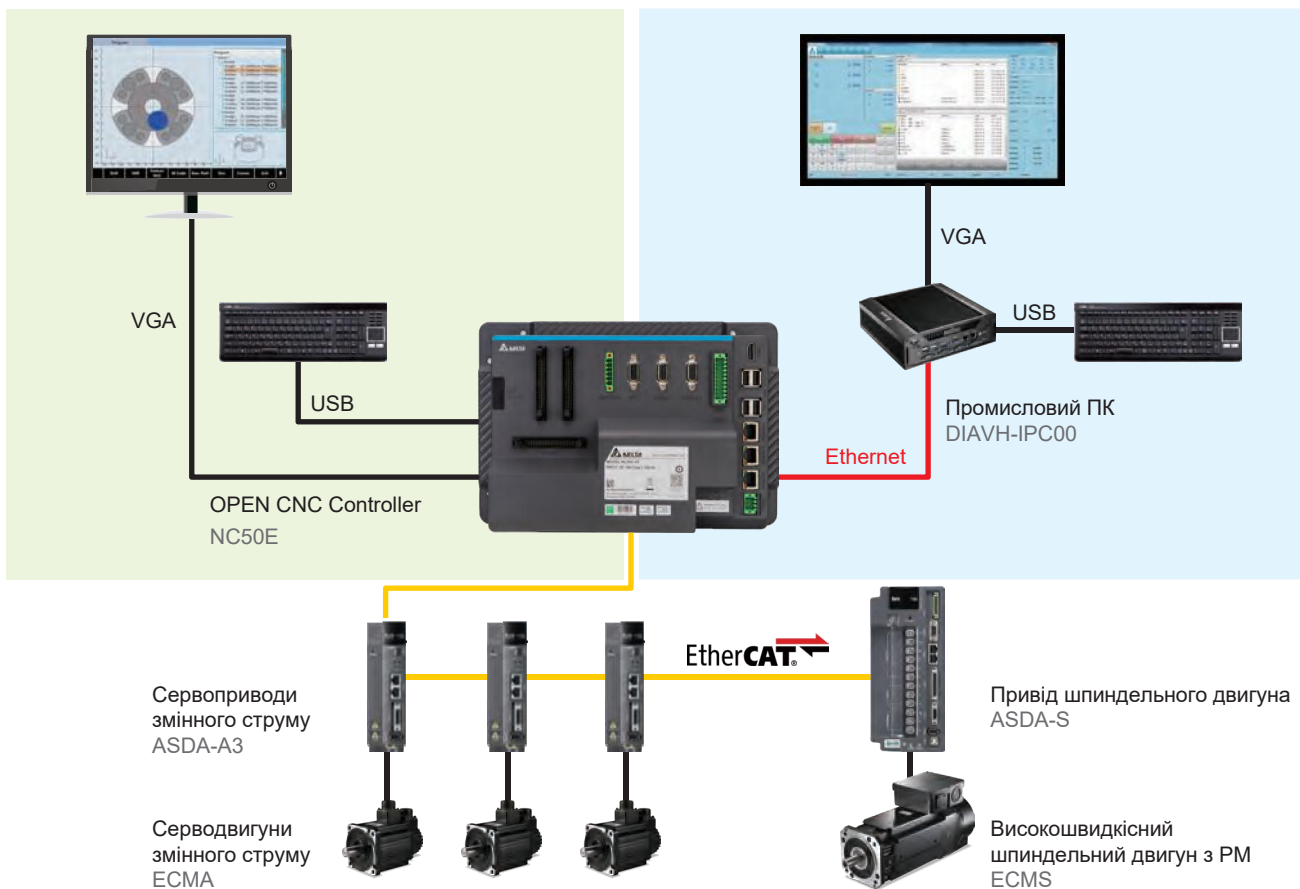 VGA
VGA
USB
USB
Промисловий ПК
DIAVH-IPC00
Ethernet
OPEN CNC Controller
NC50E
EtherCAT®
Сервоприводи
змінного струму
ASDA-A3
Привід шпиндельного двигуна
ASDA-S
Серводвигуни
змінного струму
ECMA
Високошвидкісний
шпиндельний двигун з PM
ECMS